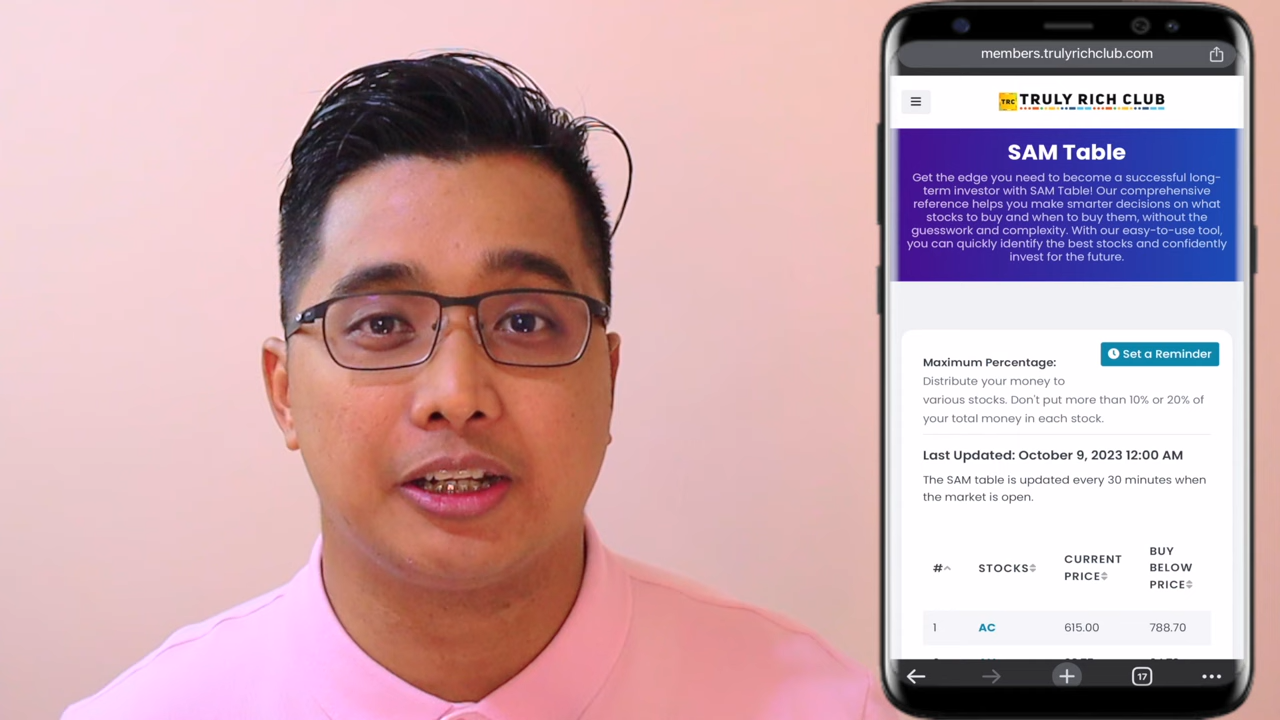 members.trulyrichclub.com
TRC TRULY RICH CLUB
SAM Table
Get the edge you need to become a successful long-
term investor with SAM Table! Our comprehensive
reference helps you make smarter decisions on what
stocks to buy and when to buy them, without the
guesswork and complexity. With our easy-to-use tool,
you can quickly identify the best stocks and confidently
invest for the future.
Set a Reminder
Maximum Percentage:
Distribute your money to
various stocks. Don't put more than 10% or 20% of
your total money in each stock.
Last Updated: October 9, 2023 12:00 AM
The SAM table is updated every 30 minutes when
the market is open.
# STOCKS CURRENT PRICE BUY BELOW PRICE
1 AC 615.00 788.70
17